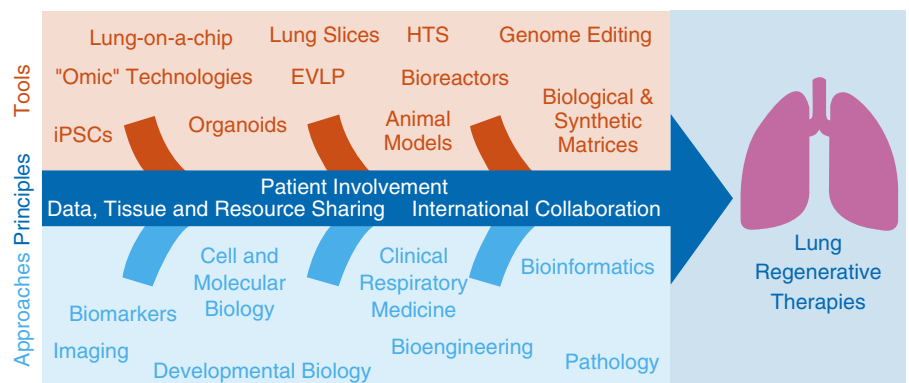 Tools
Lung-on-a-chip
Lung Slices
HTS
Genome Editing
"Omic" Technologies
EVLP
Bioreactors
Biological &
Synthetic
Matrices
iPSCs
Organoids
Animal
Models
Principles
Patient Involvement
Data, Tissue and Resource Sharing
International Collaboration
Approaches
Cell and
Molecular
Biology
Clinical
Respiratory
Medicine
Bioinformatics
Biomarkers
Imaging
Developmental Biology
Bioengineering
Pathology
Lung
Regenerative
Therapies